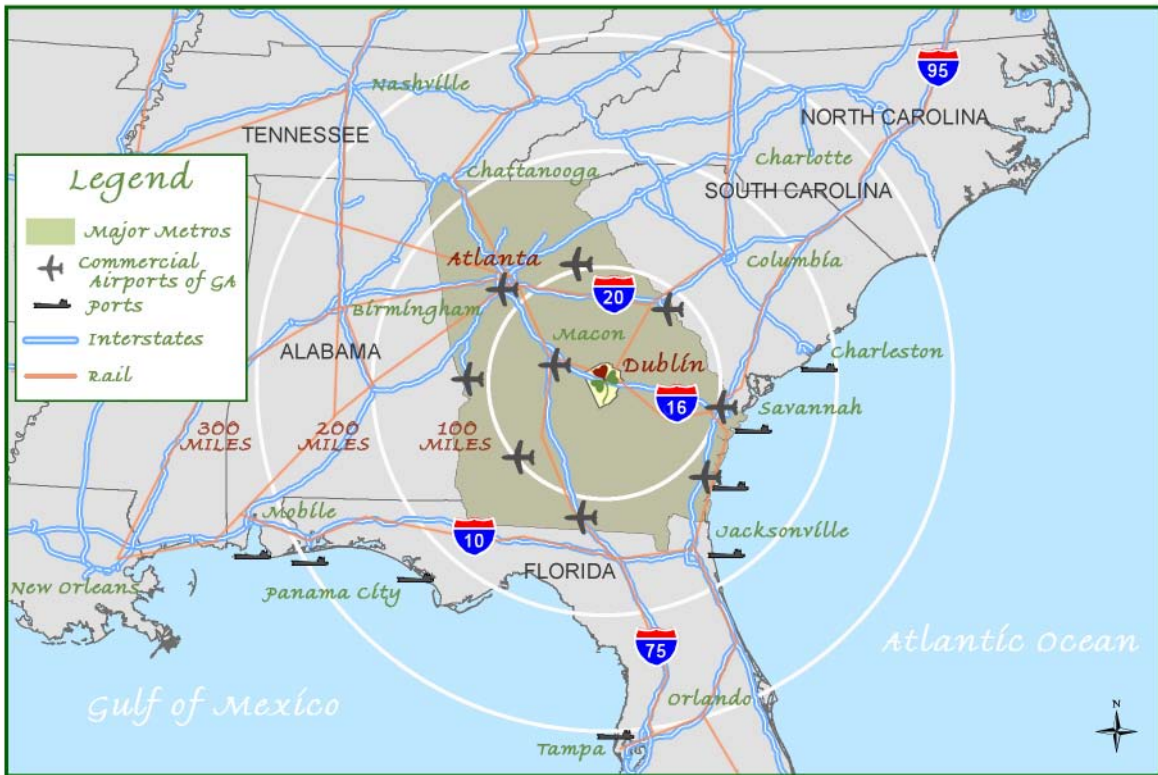 95
Nashville
TENNESSEE
NORTH CAROLINA
Charlotte
Chattanooga
SOUTH CAROLINA
Legend
Major Metros
Commercial
Airports of GA
Ports
Interstates
Rail
Atlanta
Columbia
20
Birmingham
Macon
ALABAMA
Charleston
Dublin
16
Savannah
300
MILES
200
MILES
100
MILES
Mobile
10
Jacksonville
FLORIDA
New Orleans
Panama City
75
Atlantic Ocean
Orlando
Gulf of Mexico
Tampa
N